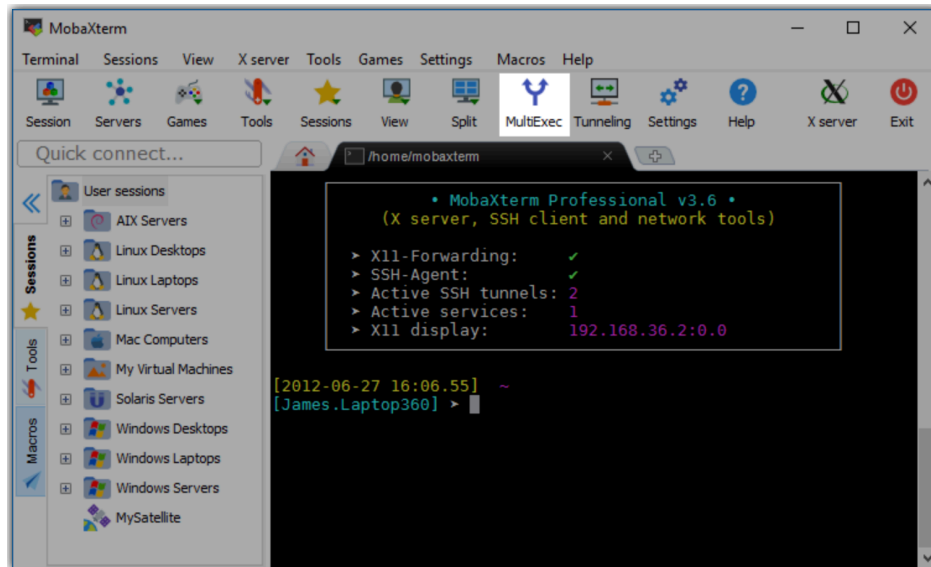 MobaXterm
Terminal Sessions View X server Tools Games Settings Macros Help
Session Servers Games Tools Sessions View Split MultiExec Tunneling Settings Help X server Exit
Quick connect...
/home/mobaxterm
Sessions
Tools
Macros
User sessions
AIX Servers
Linux Desktops
Linux Laptops
Linux Servers
Mac Computers
My Virtual Machines
Solaris Servers
Windows Desktops
Windows Laptops
Windows Servers
MySatellite
• MobaXterm Professional v3.6 •
(X server, SSH client and network tools)
➤ X11-Forwarding: ✔
➤ SSH-Agent: ✔
➤ Active SSH tunnels: 2
➤ Active services: 1
➤ X11 display: 192.168.36.2:0.0
[2012-06-27 16:06.55] ~
[James.Laptop360] ➤